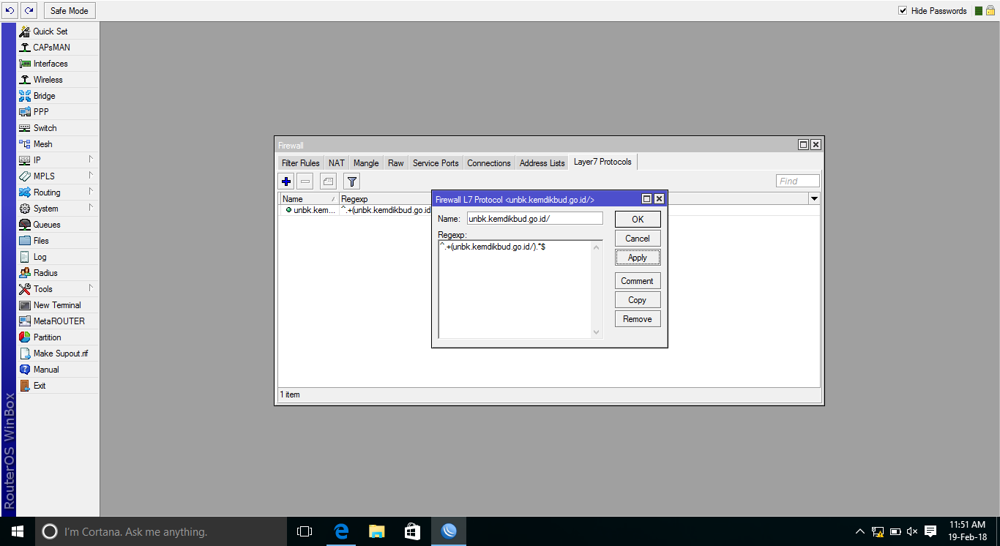 Safe Mode
Hide Passwords
Quick Set
CAPsMAN
Interfaces
Wireless
Bridge
PPP
Switch
Mesh
IP
MPLS
Routing
System
Queues
Files
Log
Radius
Tools
New Terminal
MetaROUTER
Partition
Make Supout.rif
Manual
Exit
RouterOS WinBox
Firewall
Filter Rules NAT Mangle Raw Service Ports Connections Address Lists Layer7 Protocols
Find
Name Regexp
unbk.kem... ^.+(unbk.kemdikbud.go.id
1 item
Firewall L7 Protocol <unbk.kemdikbud.go.id/>
Name: unbk.kemdikbud.go.id/
Regexp:
^.+(unbk.kemdikbud.go.id/).*$
OK
Cancel
Apply
Comment
Copy
Remove
I'm Cortana. Ask me anything.
11:51 AM
19-Feb-18